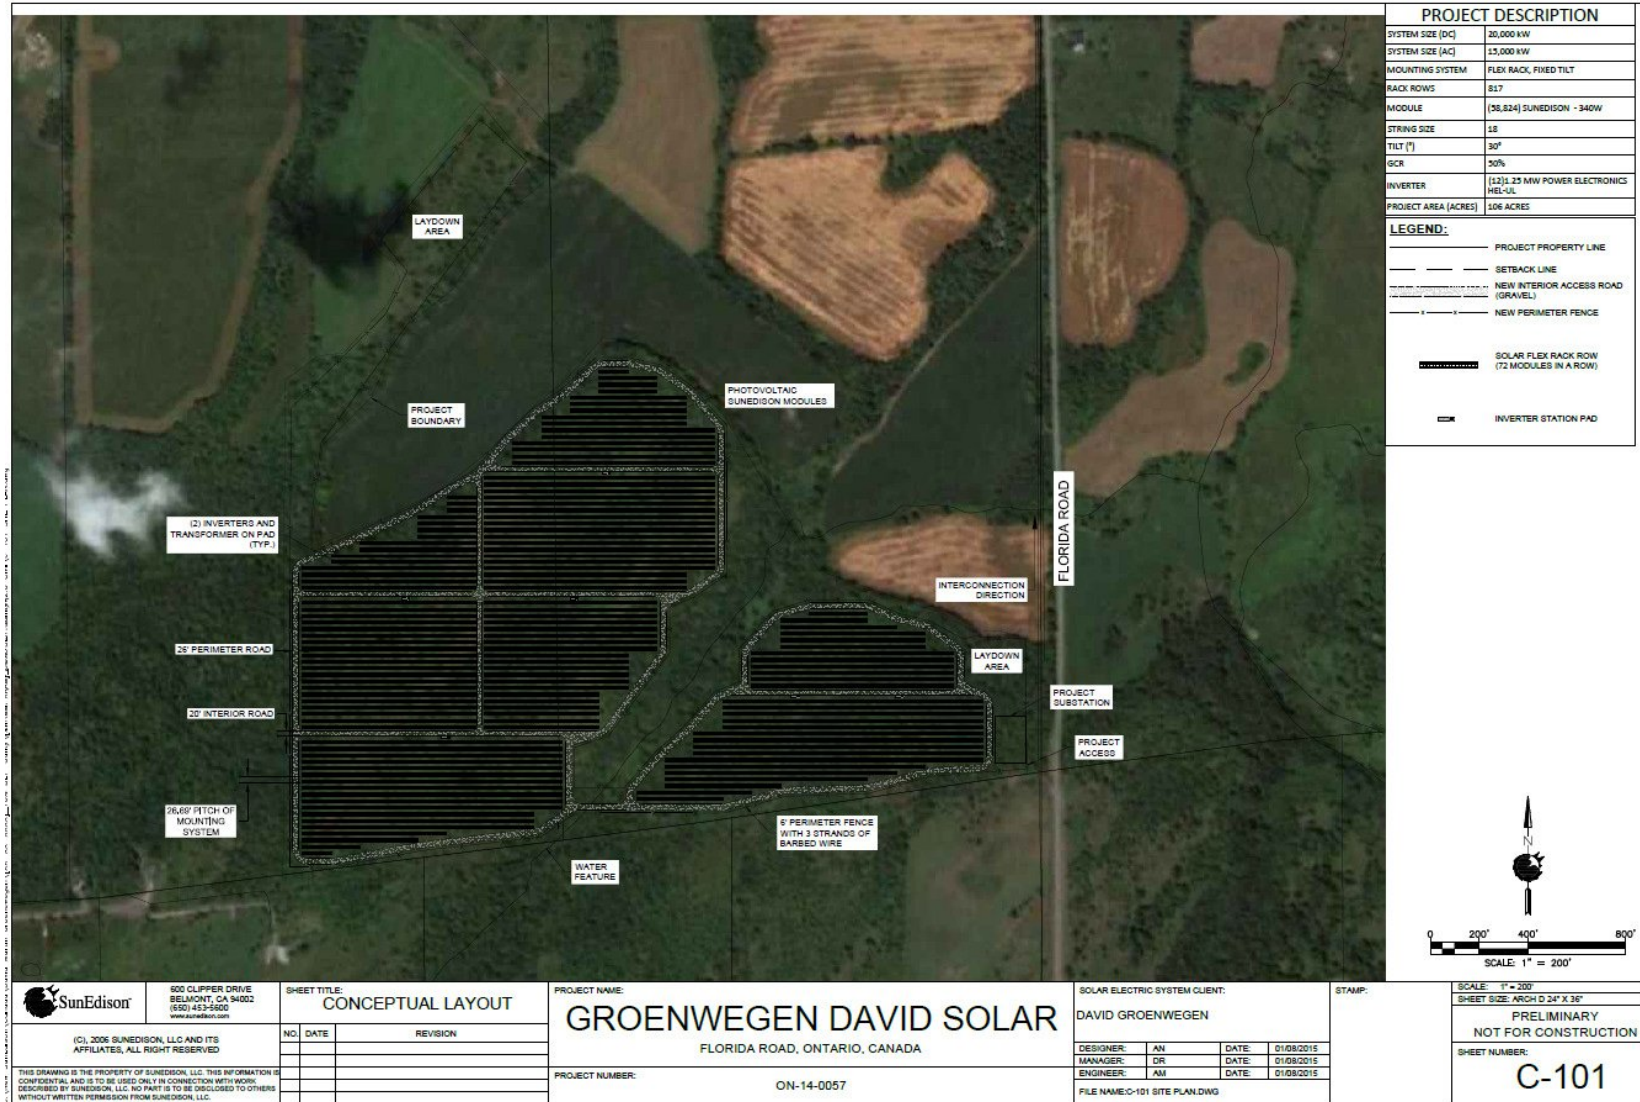 PROJECT DESCRIPTION
SYSTEM SIZE (DC) 20,000 kW
SYSTEM SIZE (AC) 15,000 kW
MOUNTING SYSTEM FLEX RACK, FIXED TILT
RACK ROWS 817
MODULE (58,824) SUNEDISON - 340W
STRING SIZE 18
TILT (°) 30°
GCR 50%
INVERTER (12)1.25 MW POWER ELECTRONICS
HEL-UL
PROJECT AREA (ACRES) 106 ACRES
LEGEND:
PROJECT PROPERTY LINE
SETBACK LINE
NEW INTERIOR ACCESS ROAD
(GRAVEL)
NEW PERIMETER FENCE
SOLAR FLEX RACK ROW
(72 MODULES IN A ROW)
INVERTER STATION PAD
LAYDOWN
AREA
PROJECT
BOUNDARY
PHOTOVOLTAIC
SUNEDISON MODULES
(2) INVERTERS AND
TRANSFORMER ON PAD
(TYP.)
FLORIDA ROAD
INTERCONNECTION
DIRECTION
26' PERIMETER ROAD
LAYDOWN
AREA
PROJECT
SUBSTATION
20' INTERIOR ROAD
PROJECT
ACCESS
26.69' PITCH OF
MOUNTING
SYSTEM
6' PERIMETER FENCE
WITH 3 STRANDS OF
BARBED WIRE
WATER
FEATURE
N
0 200' 400' 800'
SCALE: 1" = 200'
SunEdison
600 CLIPPER DRIVE
BELMONT, CA 94002
(650) 453-5600
www.sunedison.com
(C), 2006 SUNEDISON, LLC AND ITS
AFFILIATES, ALL RIGHT RESERVED
THIS DRAWING IS THE PROPERTY OF SUNEDISON, LLC. THIS INFORMATION IS
CONFIDENTIAL AND IS TO BE USED ONLY IN CONNECTION WITH WORK
DESCRIBED BY SUNEDISON, LLC. NO PART IS TO BE DISCLOSED TO OTHERS
WITHOUT WRITTEN PERMISSION FROM SUNEDISON, LLC.
SHEET TITLE:
CONCEPTUAL LAYOUT
NO. DATE REVISION
PROJECT NAME:
GROENWEGEN DAVID SOLAR
FLORIDA ROAD, ONTARIO, CANADA
PROJECT NUMBER:
ON-14-0057
SOLAR ELECTRIC SYSTEM CLIENT:
DAVID GROENWEGEN
DESIGNER: AN DATE: 01/08/2015
MANAGER: DR DATE: 01/08/2015
ENGINEER: AM DATE: 01/08/2015
FILE NAME:C-101 SITE PLAN.DWG
STAMP:
SCALE: 1" = 200'
SHEET SIZE: ARCH D 24" X 36"
PRELIMINARY
NOT FOR CONSTRUCTION
SHEET NUMBER:
C-101